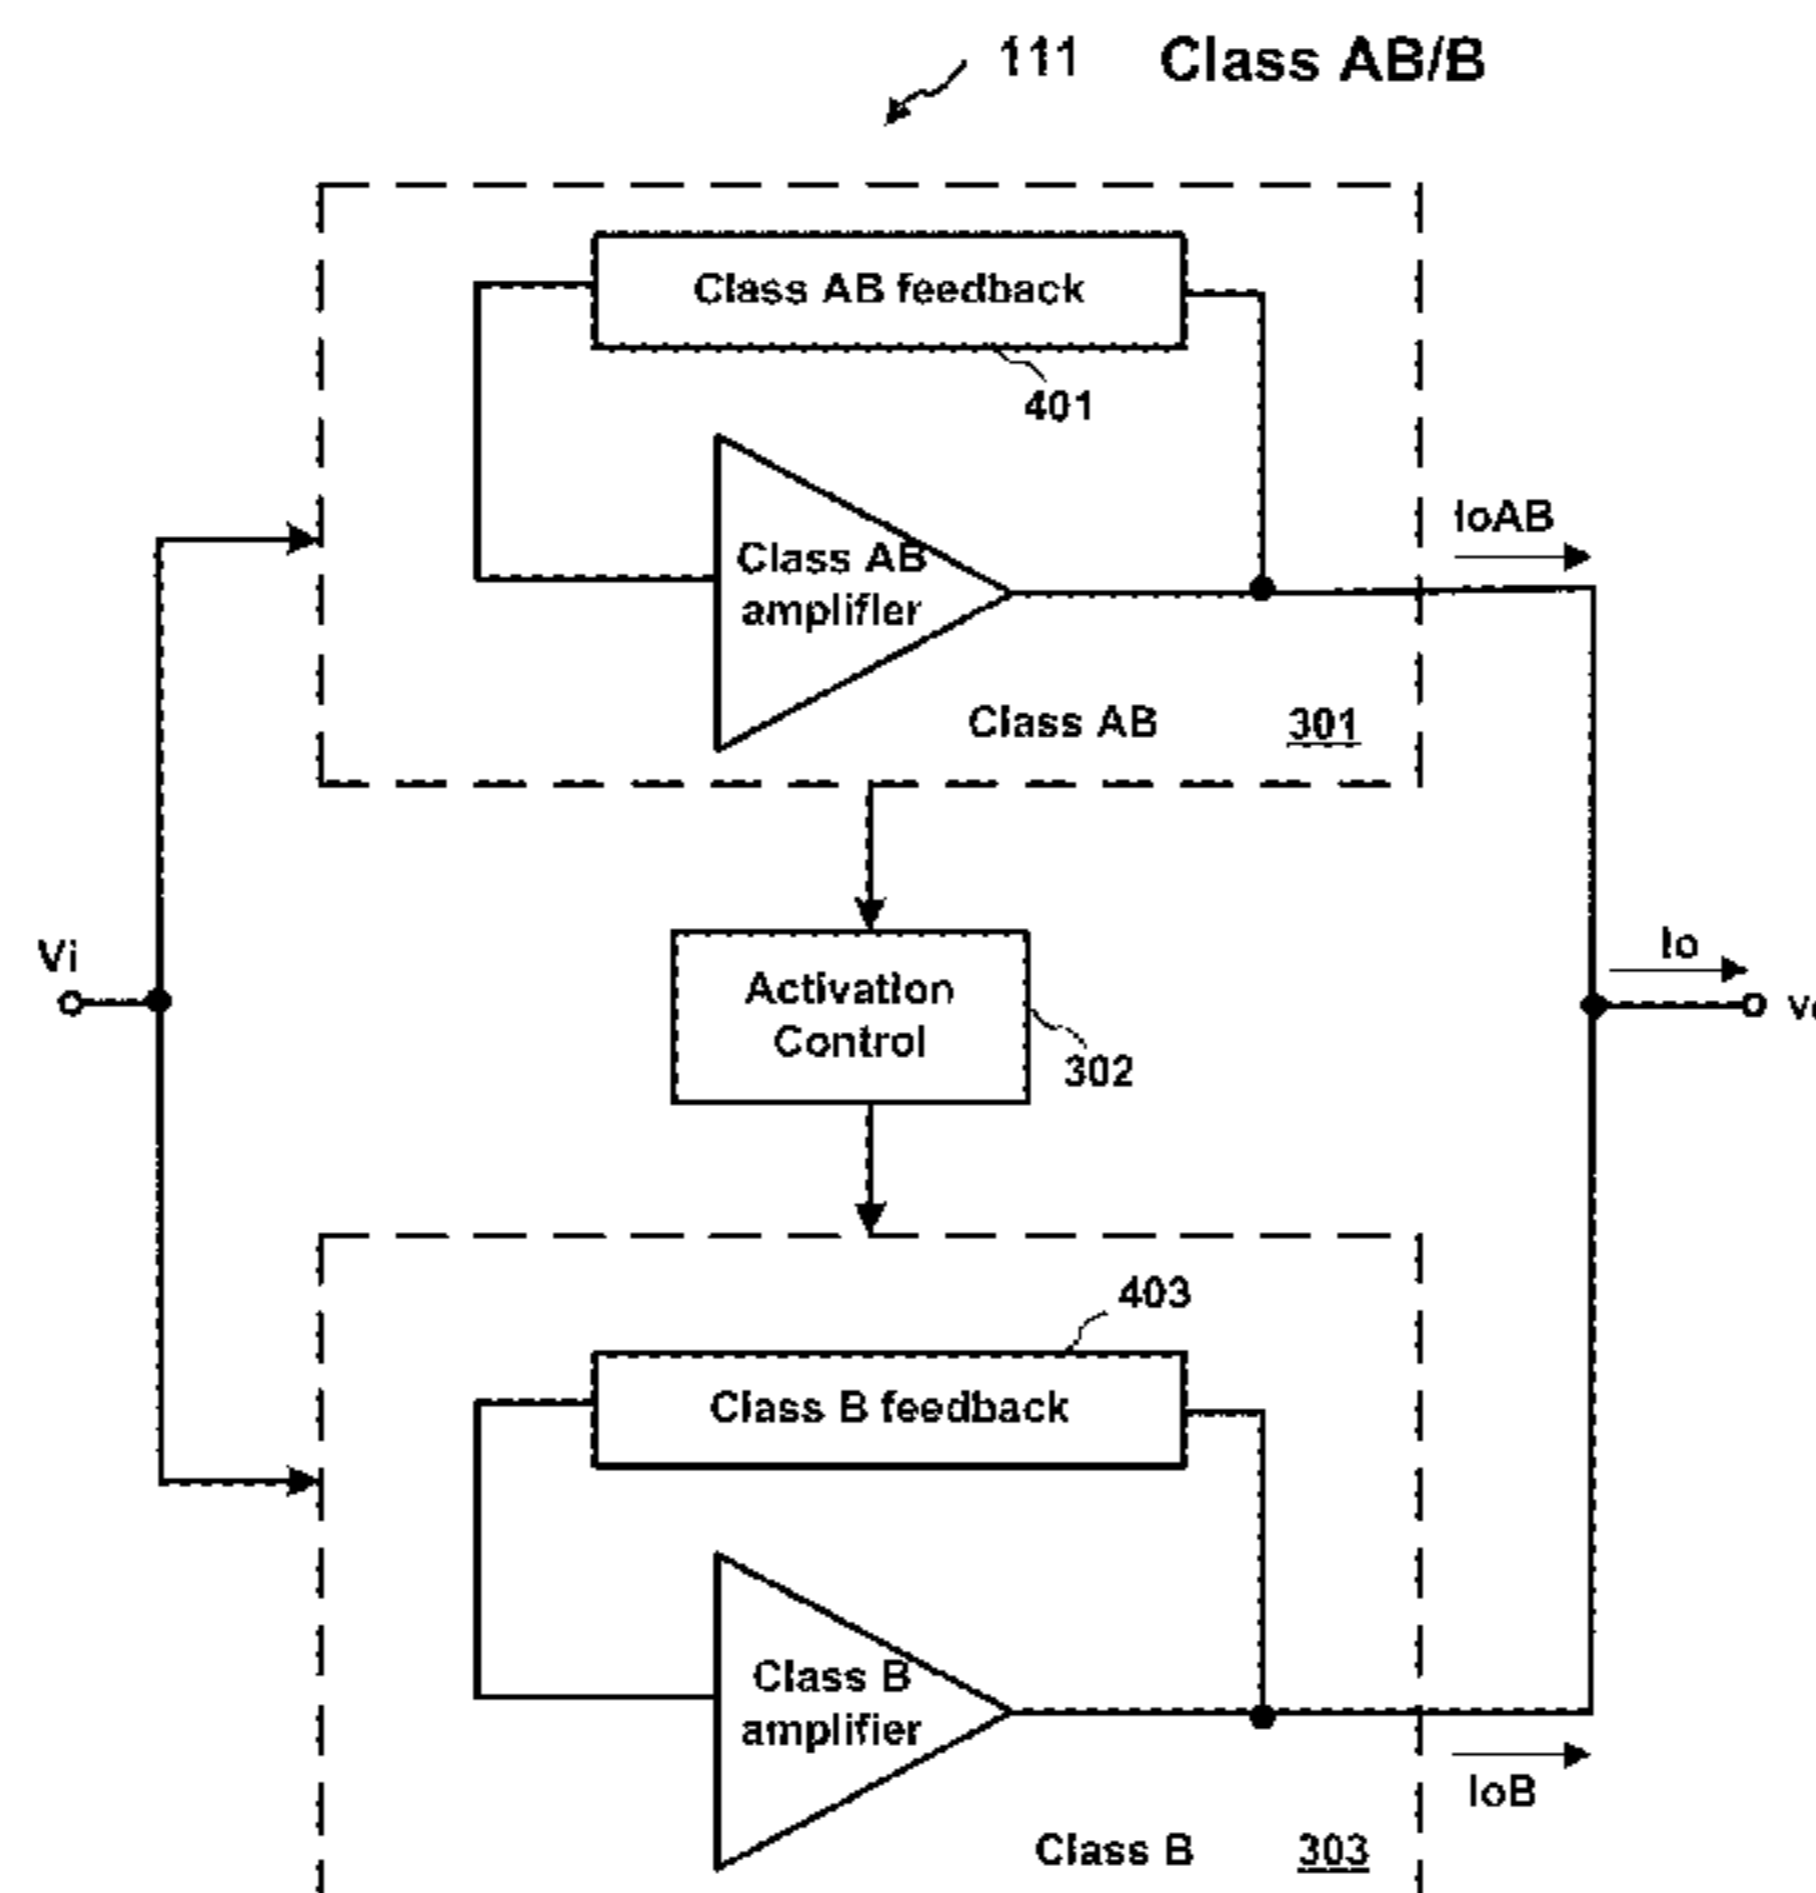 111 Class AB/B
Class AB feedback
401
Class AB
amplifier
IoAB
Class AB 301
Vi
Activation
Control
302
Io
403
Class B feedback
Class B
amplifier
IoB
Class B 303